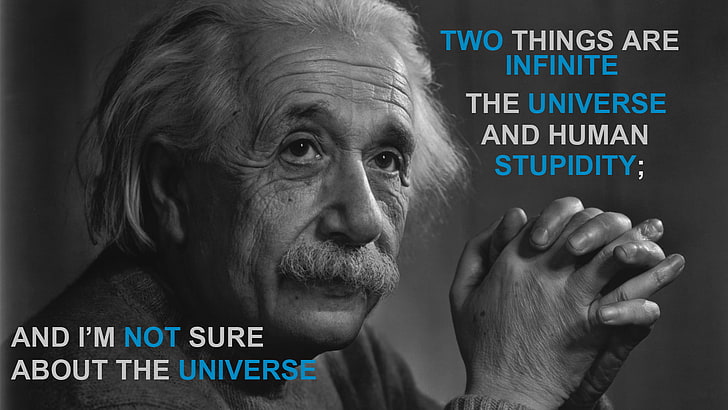 TWO THINGS ARE
INFINITE
THE UNIVERSE
AND HUMAN
STUPIDITY;
AND I’M NOT SURE
ABOUT THE UNIVERSE